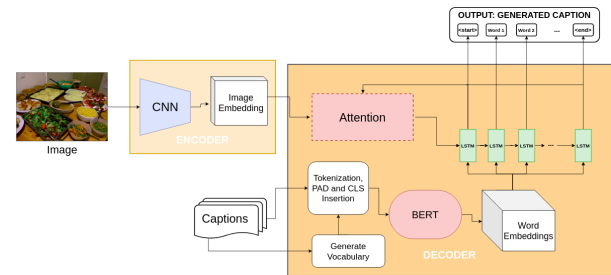 OUTPUT: GENERATED CAPTION
<start> Word 1 Word 2 ... <end>
CNN
Image
Embedding
ENCODER
Image
Attention
LSTM LSTM LSTM ... LSTM
Captions
Tokenization,
PAD and CLS
Insertion
Generate
Vocabulary
BERT
Word
Embeddings
DECODER